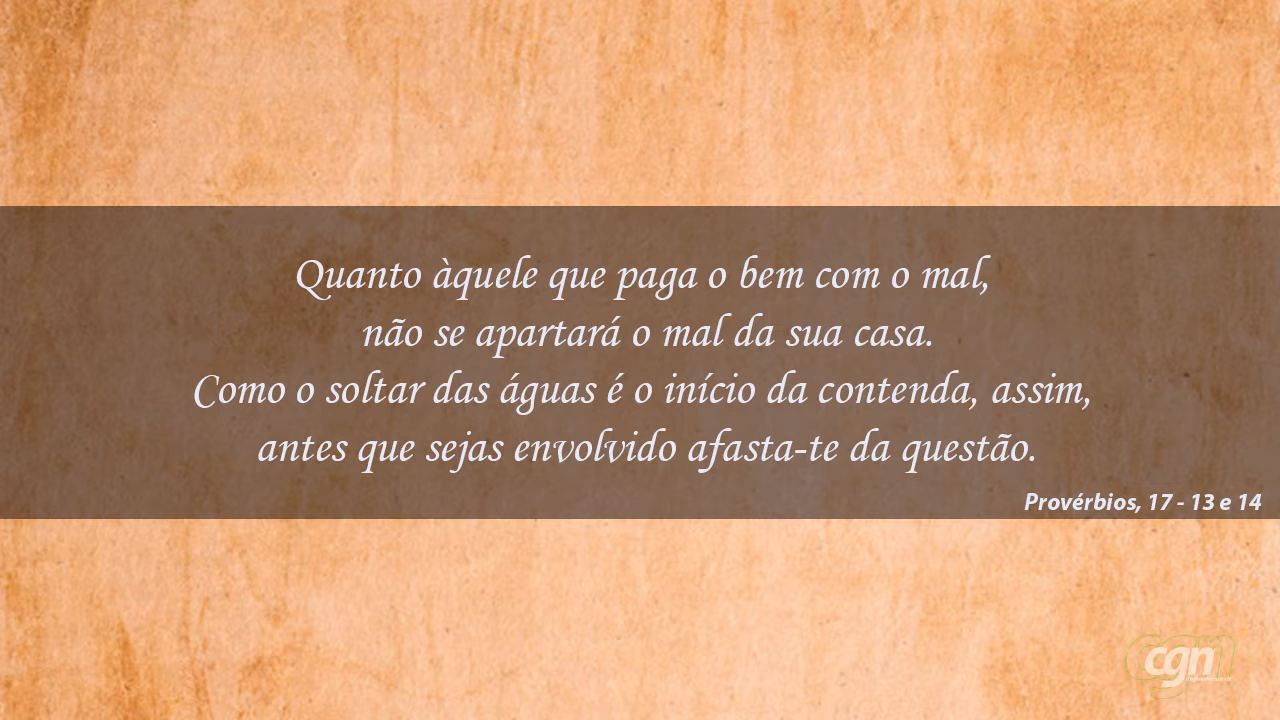 Quanto àquele que paga o bem com o mal,
não se apartará o mal da sua casa.
Como o soltar das águas é o início da contenda, assim,
antes que sejas envolvido afasta-te da questão.
Provérbios, 17 - 13 e 14
cgn